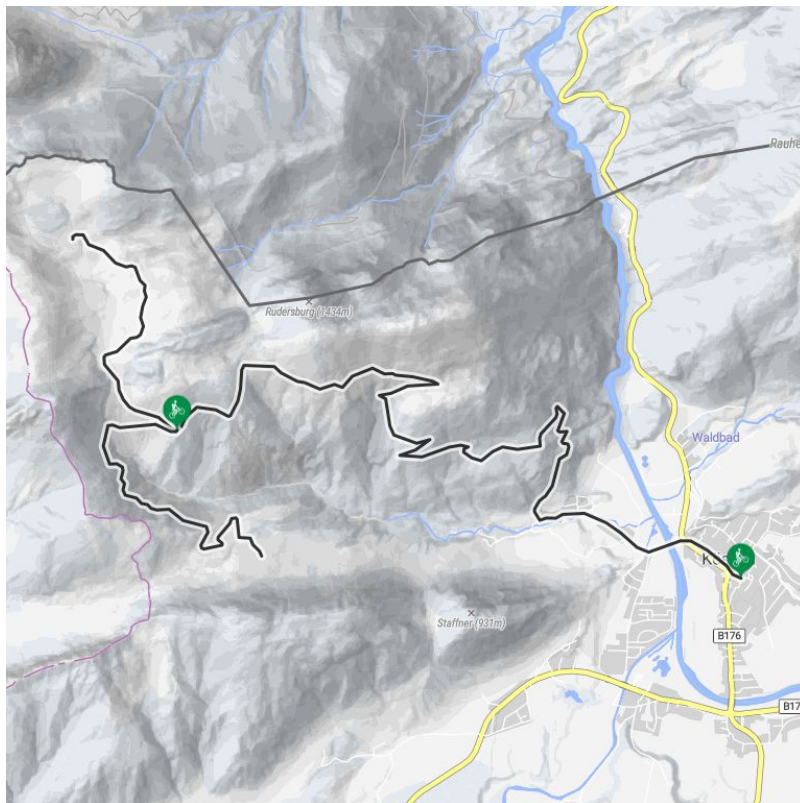 Rauhe
Rudersburg (1434m)
Waldbad
Staffner (931m)
B176
B17